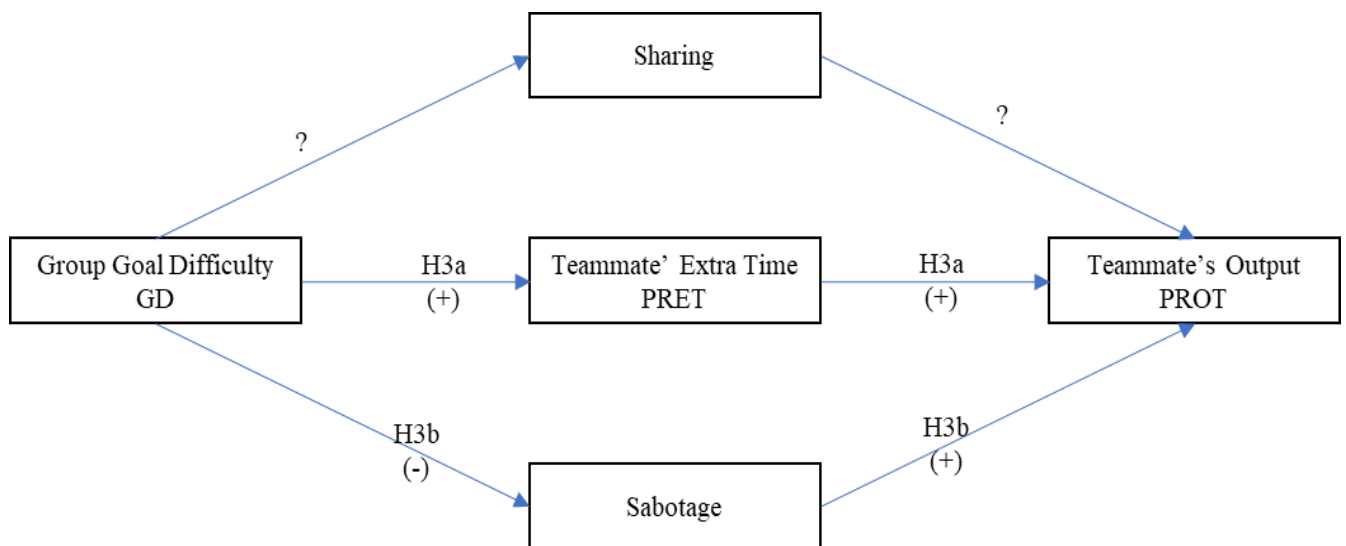 Sharing
?
?
Group Goal Difficulty
GD
H3a
(+)
Teammate' Extra Time
PRET
H3a
(+)
Teammate's Output
PROT
H3b
(-)
H3b
(+)
Sabotage